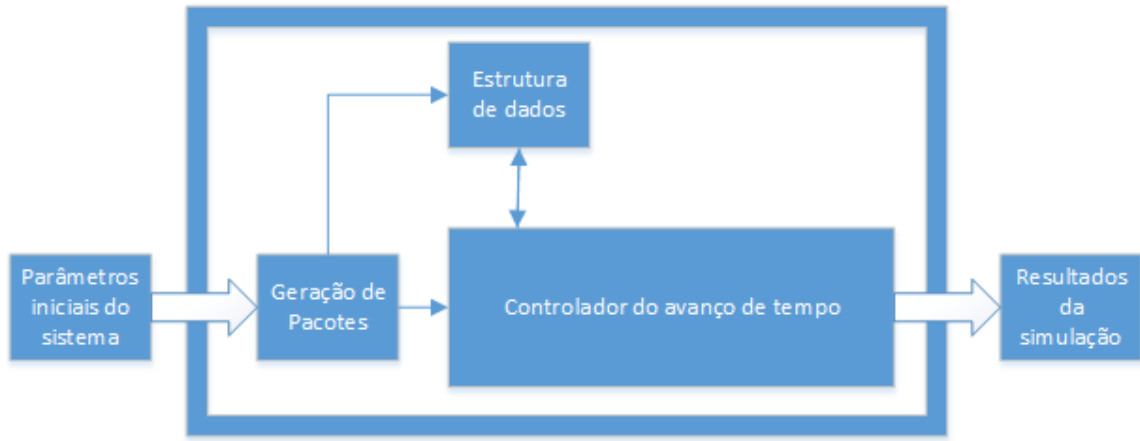 Estrutura
de dados
Parâmetros
iniciais do
sistema
Geração de
Pacotes
Controlador do avanço de tempo
Resultados
da
simulação